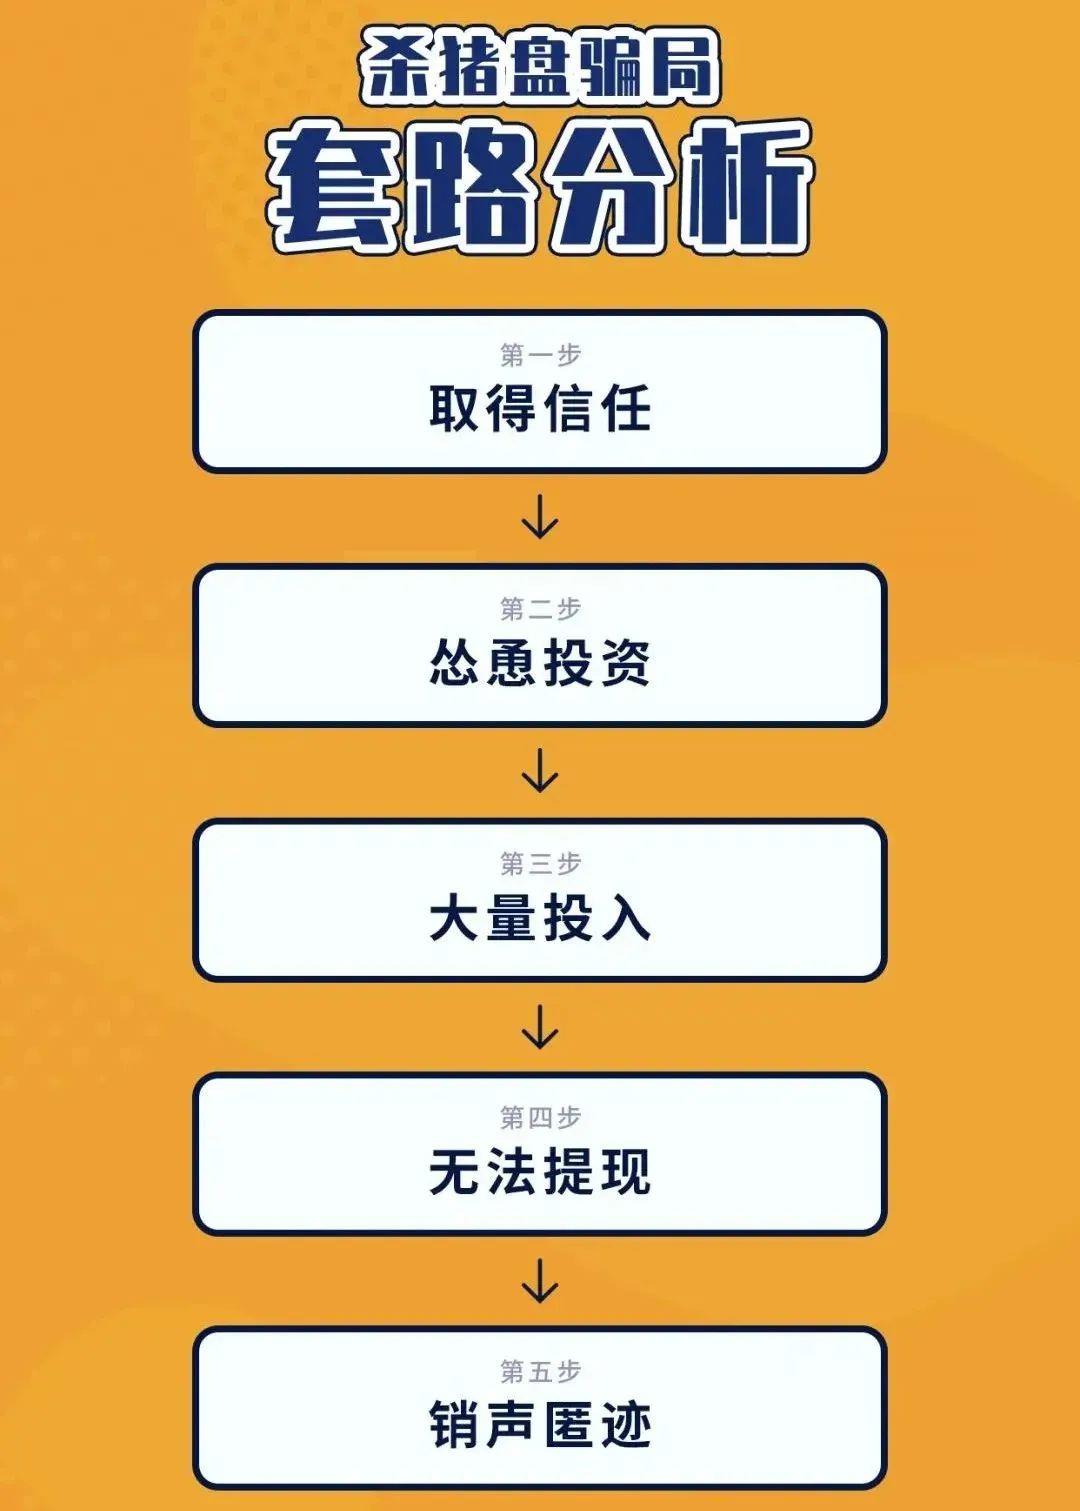 杀猪盘骗局
套路分析
第一步
取得信任
第二步
怂恿投资
第三步
大量投入
第四步
无法提现
第五步
销声匿迹